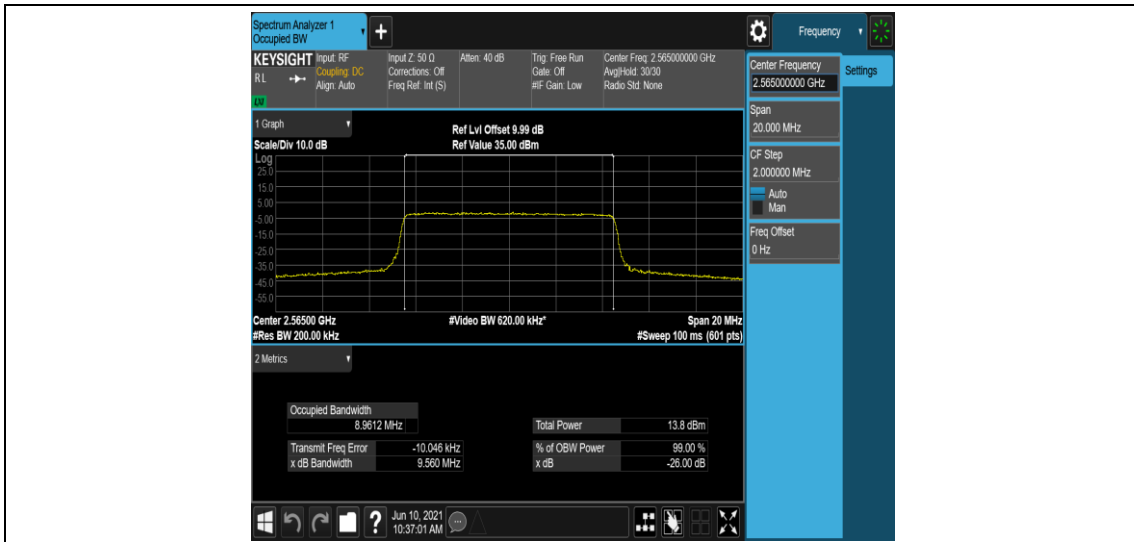 Spectrum Analyzer 1
Occupied BW
+
Frequency
KEYSIGHT
RL
LXI
Input: RF
Coupling: DC
Align: Auto
Input Z: 50 Ω
Corrections: Off
Freq Ref: Int (S)
Atten: 40 dB
Trig: Free Run
Gate: Off
#IF Gain: Low
Center Freq: 2.565000000 GHz
Avg|Hold: 30/30
Radio Std: None
Center Frequency
2.565000000 GHz
Settings
Span
20.000 MHz
CF Step
2.000000 MHz
Auto
Man
Freq Offset
0 Hz
1 Graph
Scale/Div 10.0 dB
Ref Lvl Offset 9.99 dB
Ref Value 35.00 dBm
Log
25.0
15.0
5.00
-5.00
-15.0
-25.0
-35.0
-45.0
-55.0
Center 2.56500 GHz
#Video BW 620.00 kHz*
Span 20 MHz
#Res BW 200.00 kHz
#Sweep 100 ms (601 pts)
2 Metrics
Occupied Bandwidth
8.9612 MHz
Total Power 13.8 dBm
Transmit Freq Error -10.046 kHz
% of OBW Power 99.00 %
x dB Bandwidth 9.560 MHz
x dB -26.00 dB
?
Jun 10, 2021
10:37:01 AM